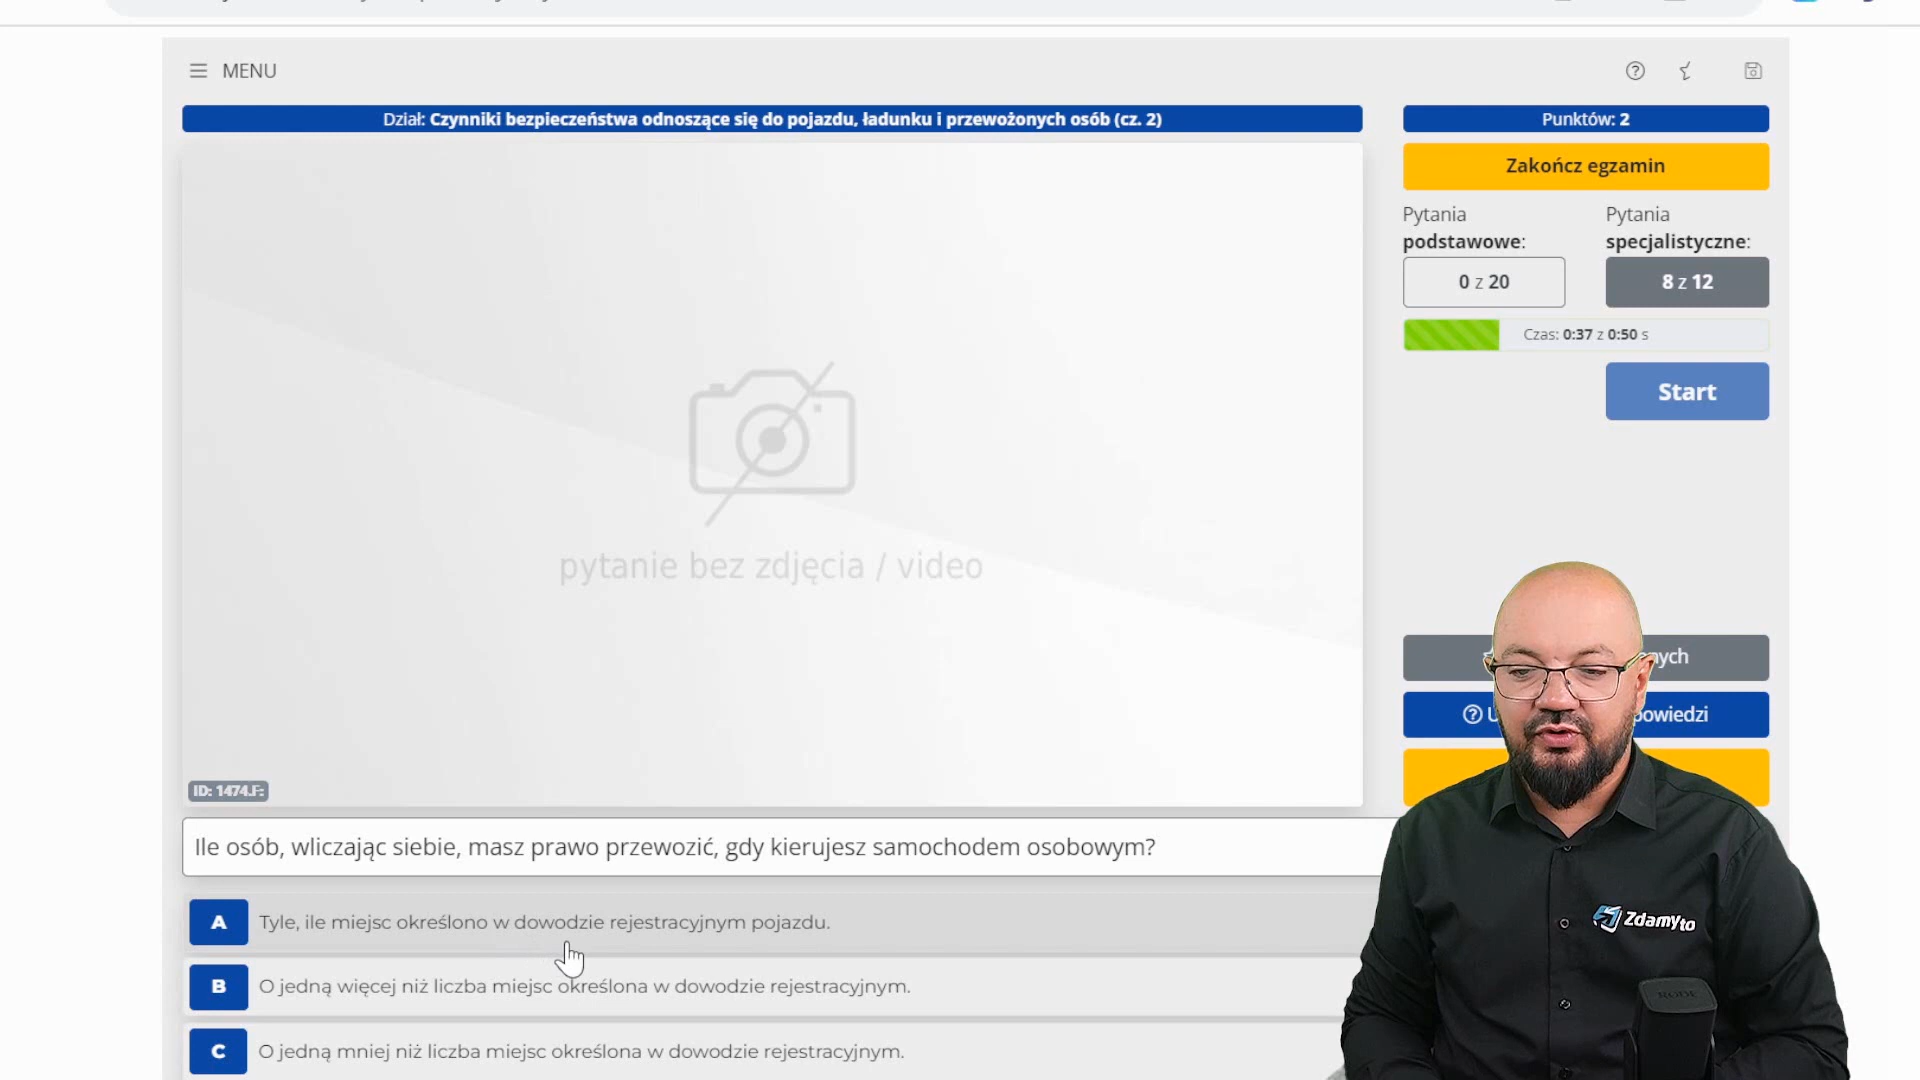 MENU
Dział: Czynniki bezpieczeństwa odnoszące się do pojazdu, ładunku i przewożonych osób (cz. 2)
Punktów: 2
Zakończ egzamin
Pytania podstawowe:
Pytania specjalistyczne:
0 z 20
8 z 12
Czas: 0:37 z 0:50 s
Start
pytanie bez zdjęcia / video
ID: 1474.F:
Ile osób, wliczając siebie, masz prawo przewozić, gdy kierujesz samochodem osobowym?
A Tyle, ile miejsc określono w dowodzie rejestracyjnym pojazdu.
B O jedną więcej niż liczba miejsc określona w dowodzie rejestracyjnym.
C O jedną mniej niż liczba miejsc określona w dowodzie rejestracyjnym.
Zdamyto
RODE